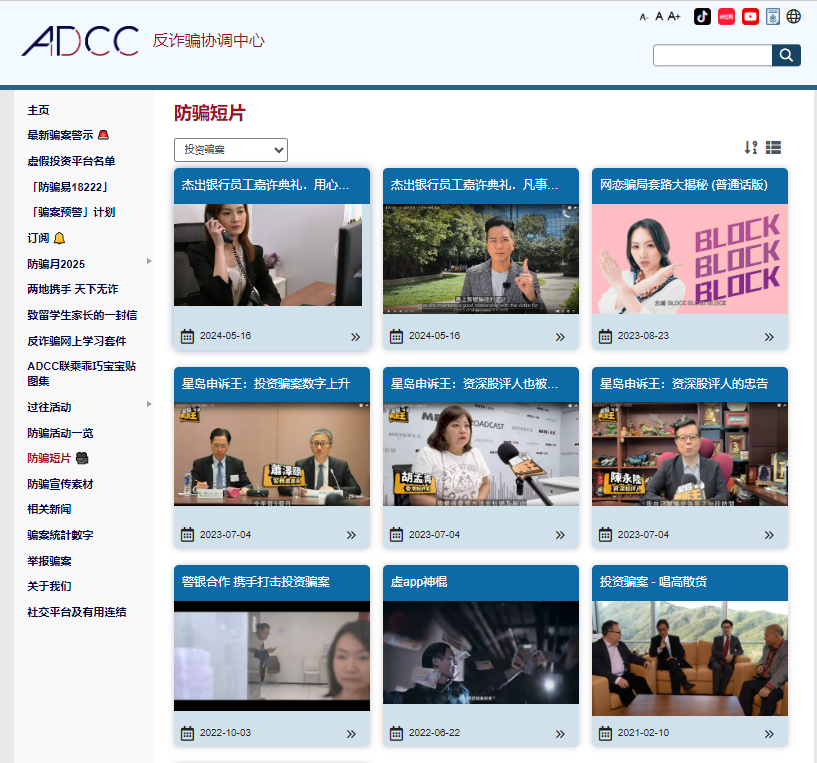 A- A A+
ADCC 反诈骗协调中心
主页
最新骗案警示
虚假投资平台名单
「防骗易18222」
「骗案预警」计划
订阅
防骗月2025
两地携手 天下无诈
致留学生家长的一封信
反诈骗网上学习套件
ADCC联乘乖巧宝宝贴
图集
过往活动
防骗活动一览
防骗短片
防骗宣传素材
相关新闻
骗案统计数字
举报骗案
关于我们
社交平台及有用连结
防骗短片
投资骗案
杰出银行员工嘉许典礼．用心...
2024-05-16
杰出银行员工嘉许典礼．凡事...
2024-05-16
网恋骗局套路大揭秘 (普通话版)
BLOCK
BLOCK
BLOCK
2023-08-23
星岛申诉王：投资骗案数字上升
蕭澤頤
2023-07-04
星岛申诉王：资深股评人也被...
胡孟青
2023-07-04
星岛申诉王：资深股评人的忠告
陳永陸
2023-07-04
警银合作 携手打击投资骗案
2022-10-03
虚app神棍
2022-06-22
投资骗案 - 唱高散货
2021-02-10